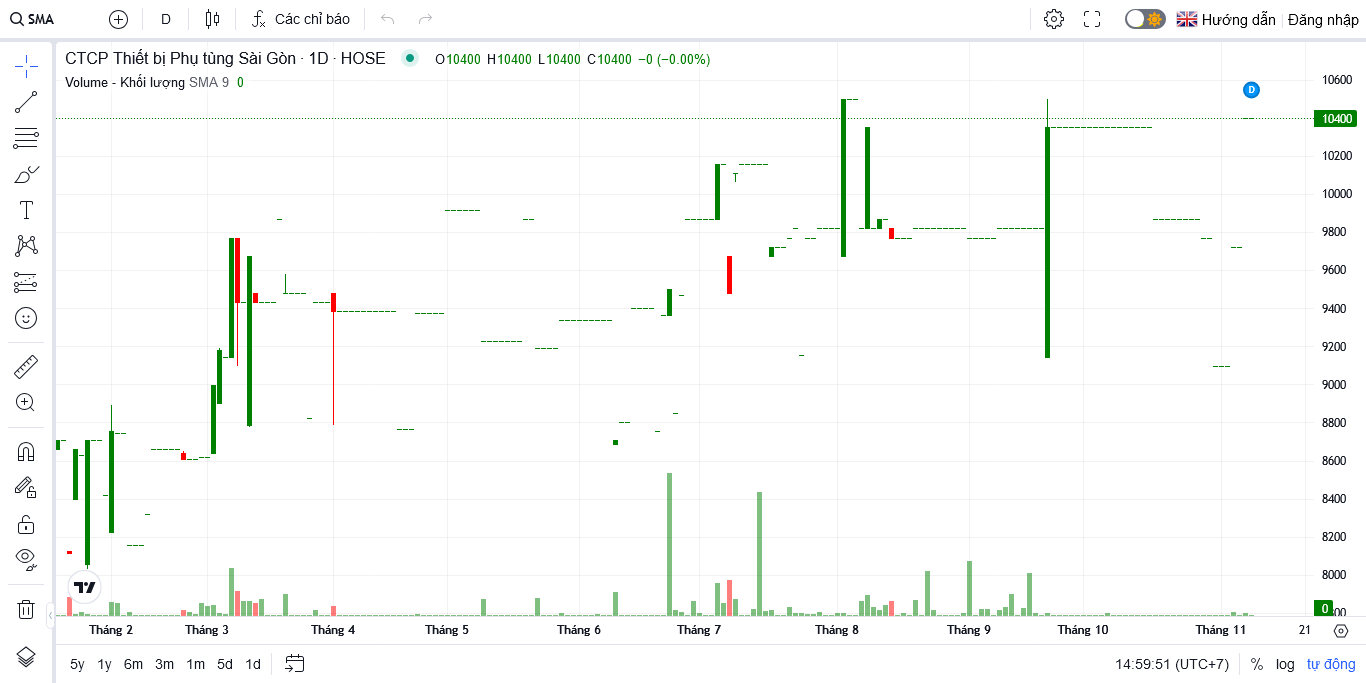 SMA D Các chỉ báo Hướng dẫn Đăng nhập
CTCP Thiết bị Phụ tùng Sài Gòn · 1D · HOSE O10400 H10400 L10400 C10400 −0 (−0.00%)
Volume - Khối lượng SMA 9 0
10600
D
10400
10200
10000
9800
9600
9400
9200
9000
8800
8600
8400
8200
8000
0
Tháng 2 Tháng 3 Tháng 4 Tháng 5 Tháng 6 Tháng 7 Tháng 8 Tháng 9 Tháng 10 Tháng 11 21
5y 1y 6m 3m 1m 5d 1d 14:59:51 (UTC+7) % log tự động